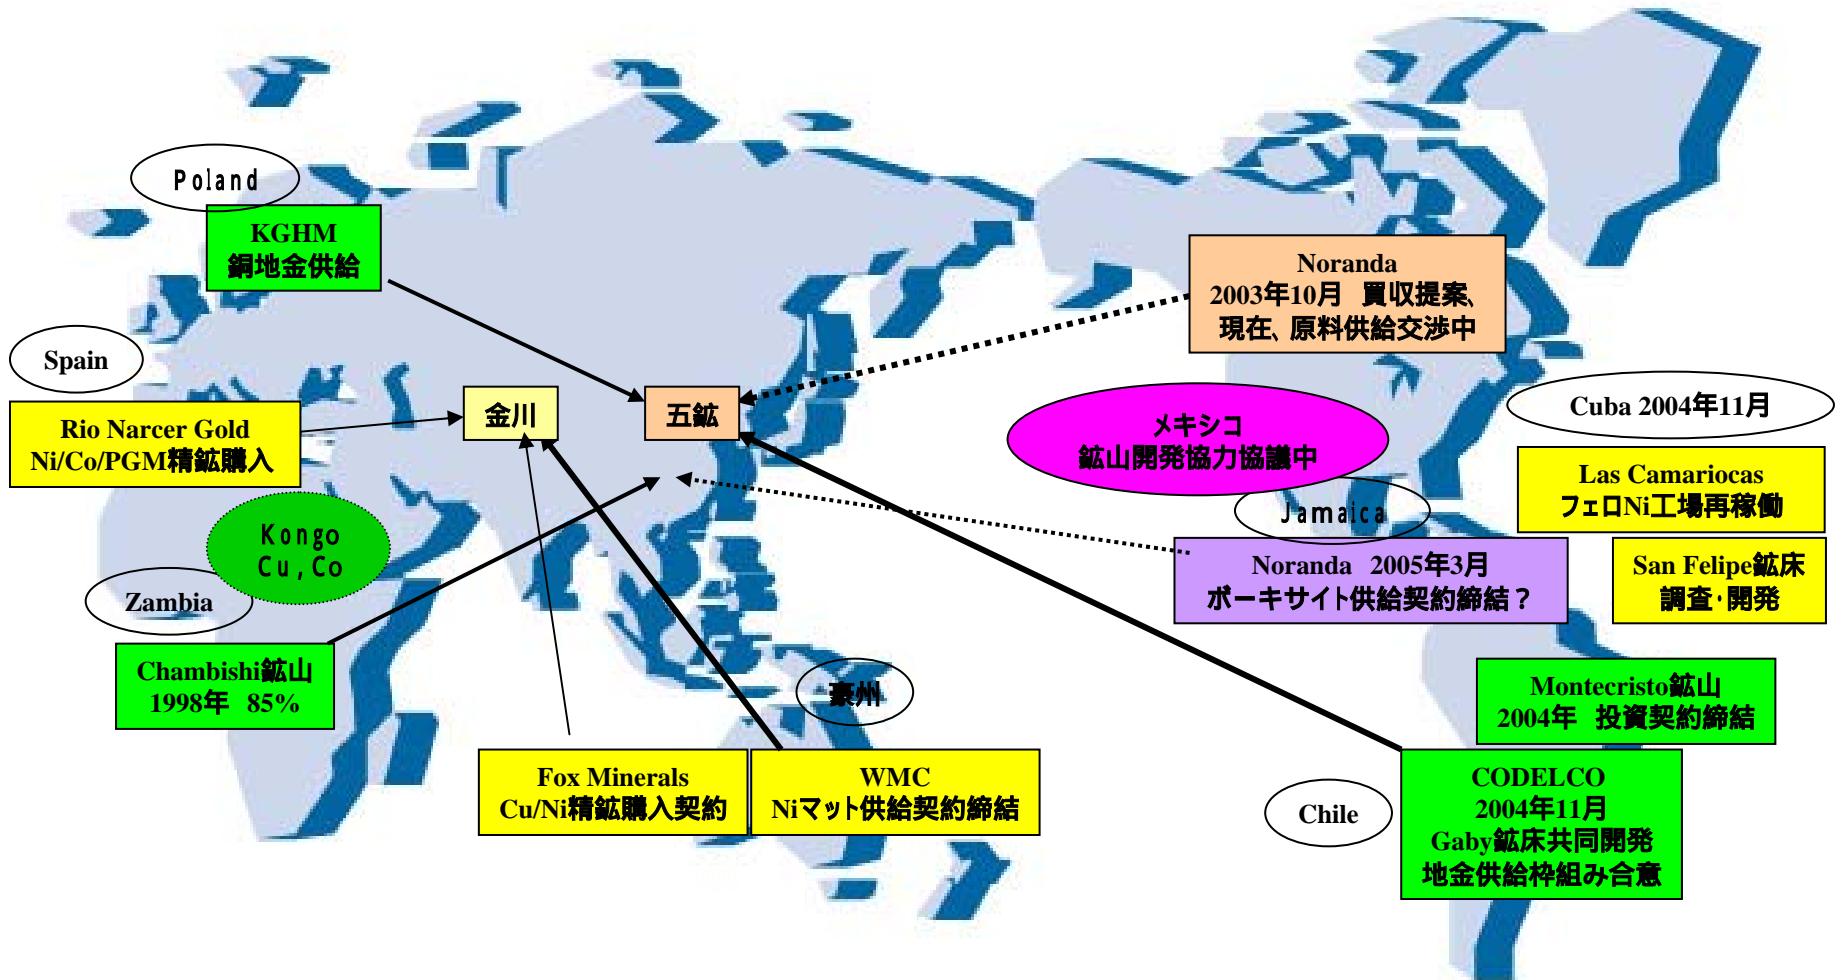 Poland
KGHM
銅地金供給
Spain
Rio Narcer Gold
Ni/Co/PGM精鉱購入
金川
五鉱
Noranda
2003年10月 買収提案、
現在、原料供給交渉中
メキシコ
鉱山開発協力協議中
Cuba 2004年11月
Las Camariocas
フェロNi工場再稼働
San Felipe鉱床
調査・開発
Jamaica
Noranda 2005年3月
ボーキサイト供給契約締結？
Kongo
Cu,Co
Zambia
Chambishi鉱山
1998年 85%
豪州
Fox Minerals
Cu/Ni精鉱購入契約
WMC
Niマット供給契約締結
Montecristo鉱山
2004年 投資契約締結
Chile
CODELCO
2004年11月
Gaby鉱床共同開発
地金供給枠組み合意